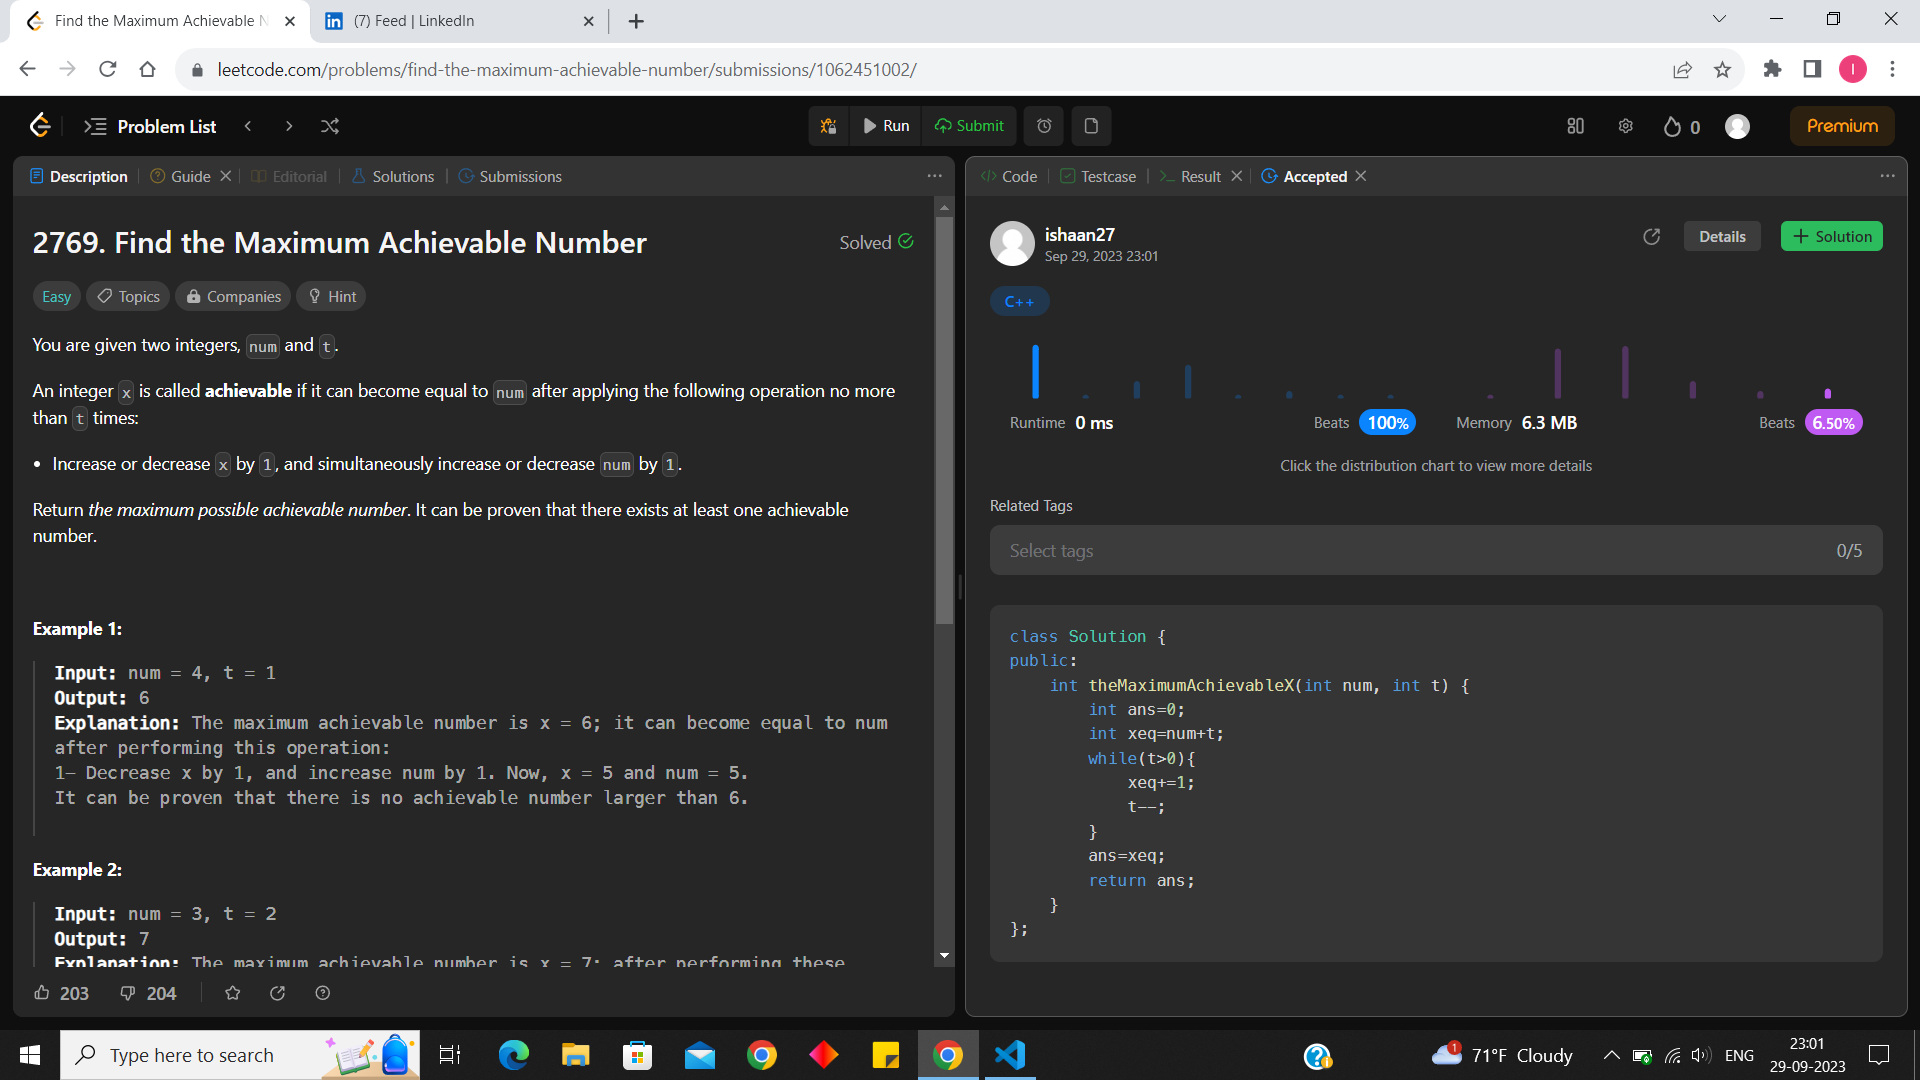 Find the Maximum Achievable N
(7) Feed | LinkedIn
leetcode.com/problems/find-the-maximum-achievable-number/submissions/1062451002/
I
Problem List
Run
Submit
0
Premium
Description
Guide
Editorial
Solutions
Submissions
Code
Testcase
Result
Accepted
2769. Find the Maximum Achievable Number
Solved
Easy
Topics
Companies
Hint
You are given two integers, num and t.
An integer x is called achievable if it can become equal to num after applying the following operation no more
than t times:
• Increase or decrease x by 1, and simultaneously increase or decrease num by 1.
Return the maximum possible achievable number. It can be proven that there exists at least one achievable
number.
Example 1:
Input: num = 4, t = 1
Output: 6
Explanation: The maximum achievable number is x = 6; it can become equal to num
after performing this operation:
1- Decrease x by 1, and increase num by 1. Now, x = 5 and num = 5.
It can be proven that there is no achievable number larger than 6.
Example 2:
Input: num = 3, t = 2
Output: 7
Explanation: The maximum achievable number is x = 7; after performing these
203
204
ishaan27
Sep 29, 2023 23:01
Details
Solution
C++
Runtime 0 ms
Beats 100%
Memory 6.3 MB
Beats 6.50%
Click the distribution chart to view more details
Related Tags
Select tags
0/5
class Solution {
public:
    int theMaximumAchievableX(int num, int t) {
        int ans=0;
        int xeq=num+t;
        while(t>0){
            xeq+=1;
            t--;
        }
        ans=xeq;
        return ans;
    }
};
Type here to search
1
71°F Cloudy
ENG
23:01
29-09-2023